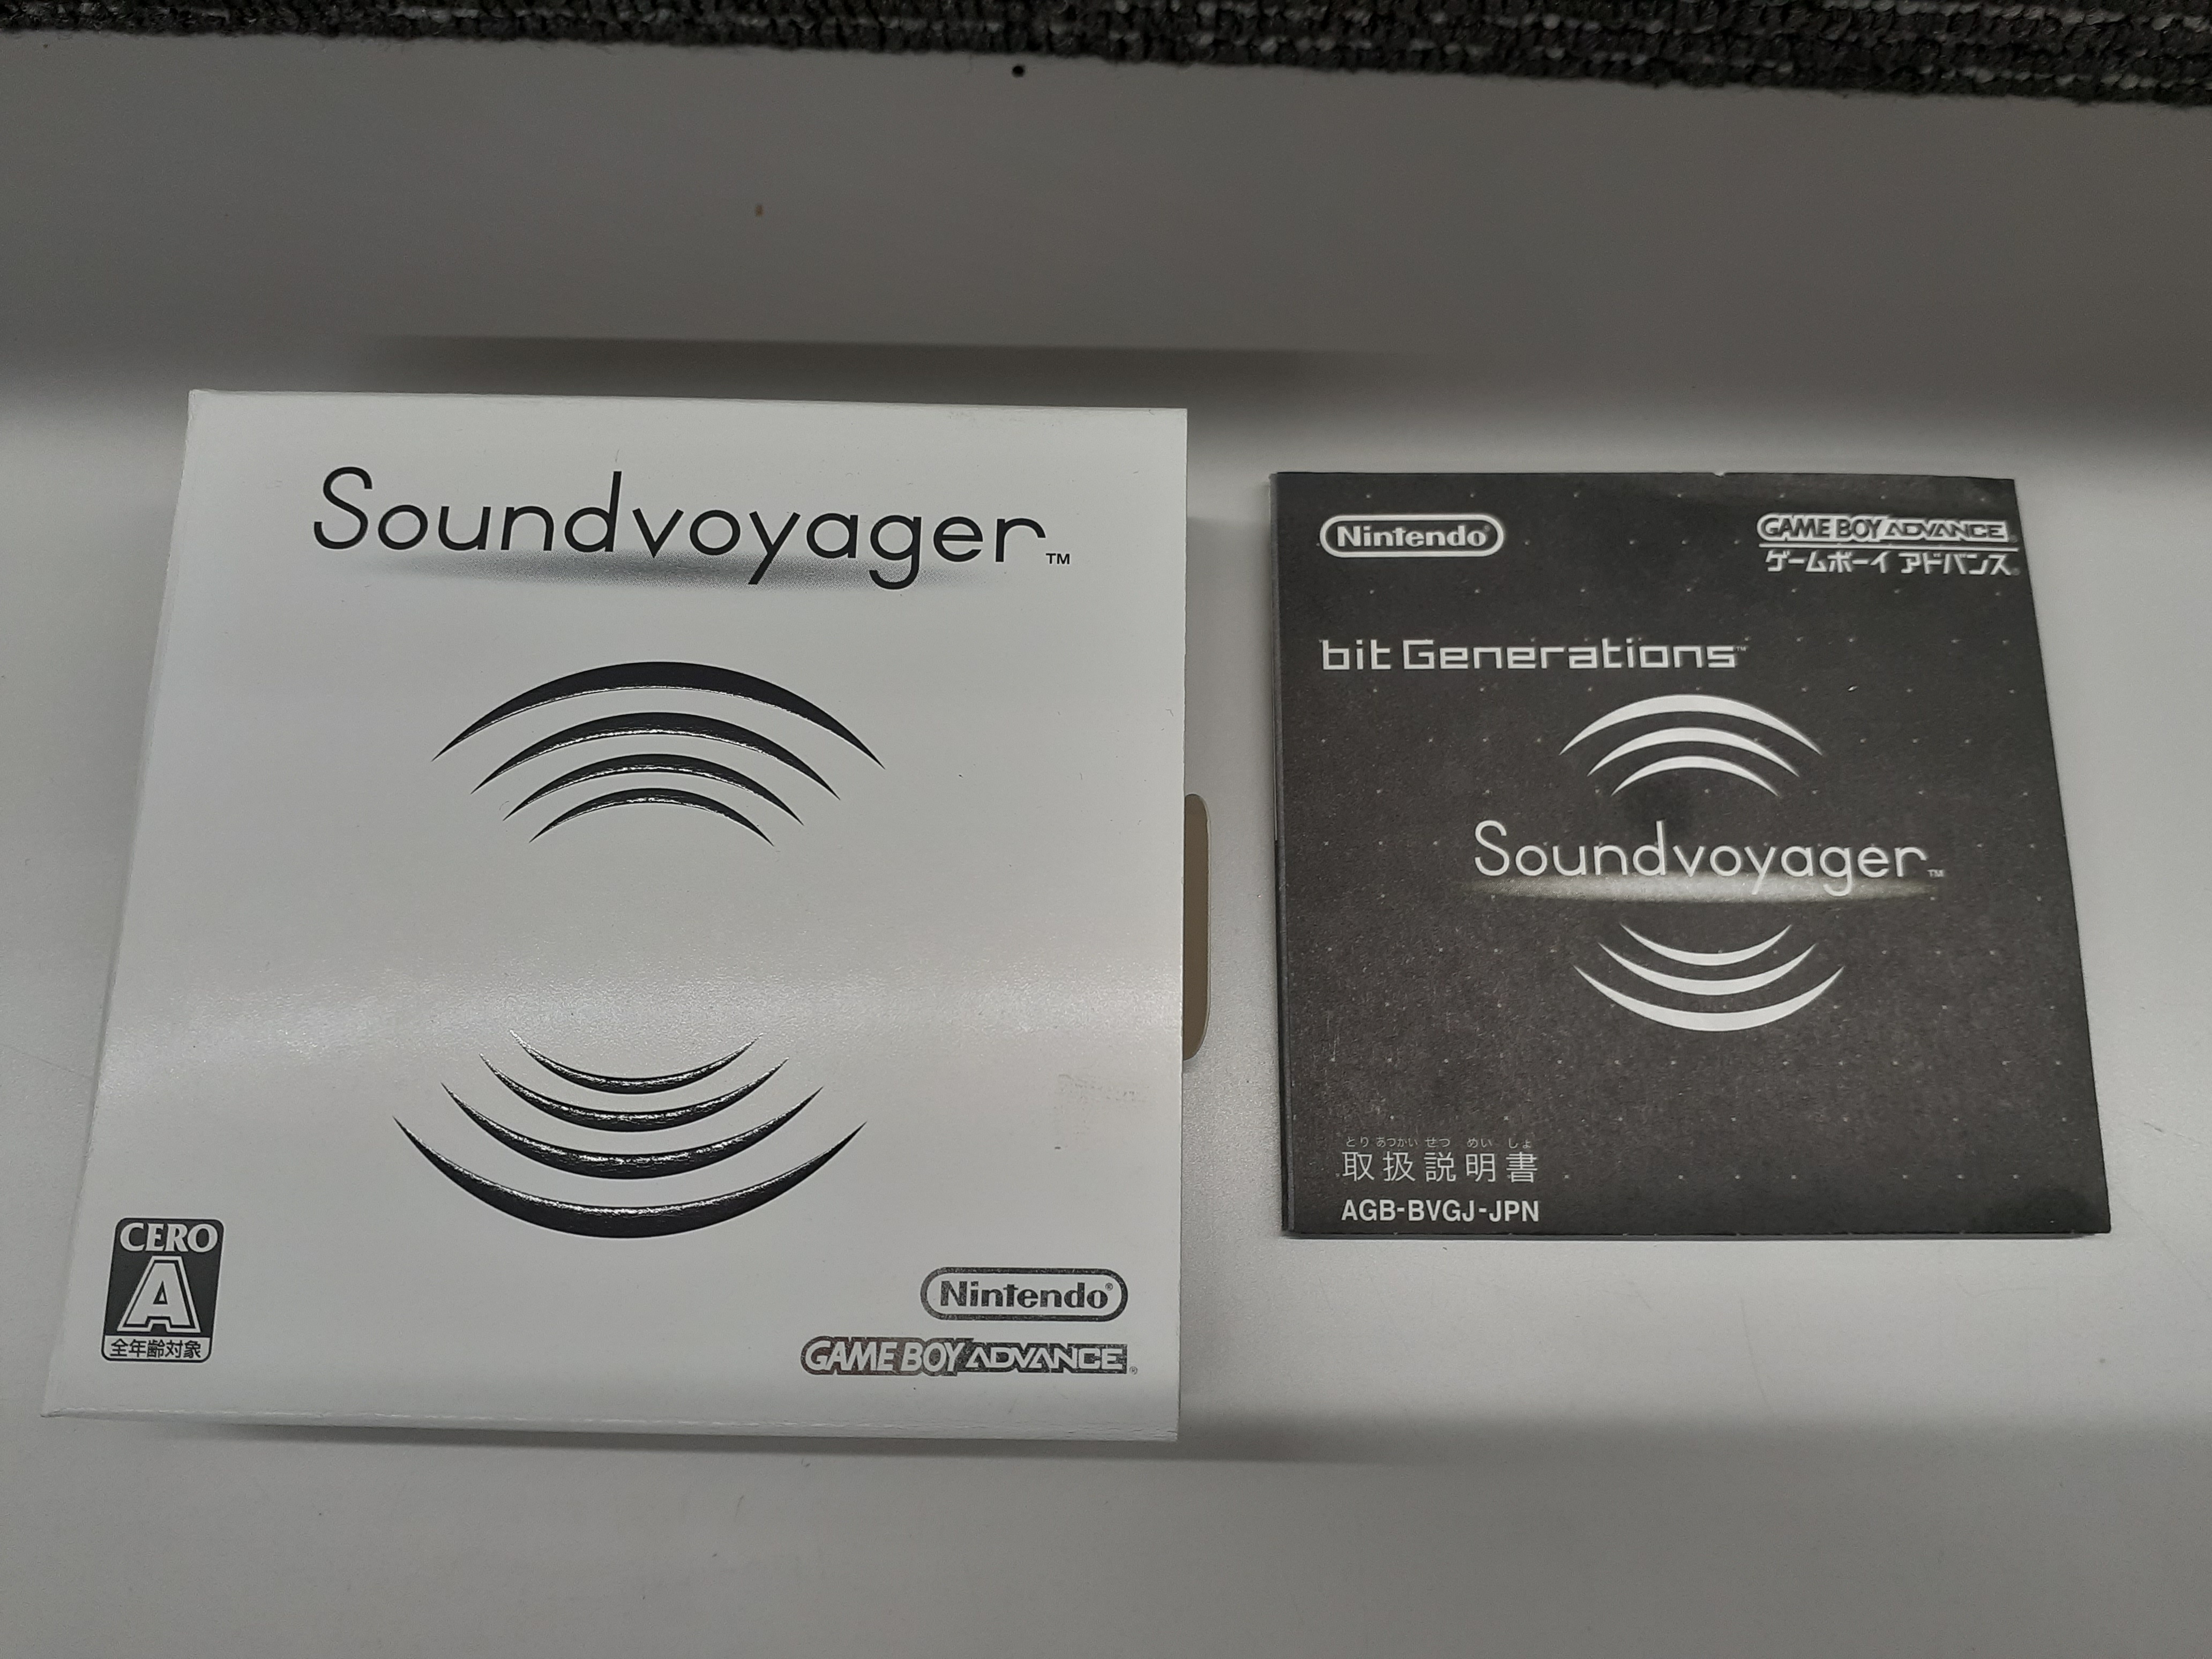 Soundvoyager™
CERO
A
全年齢対象
Nintendo®
GAME BOY ADVANCE®
Nintendo®
GAME BOY ADVANCE®
ゲームボーイ アドバンス®
bit Generations™
Soundvoyager™
とりあつかいせつめいしょ
取扱説明書
AGB-BVGJ-JPN